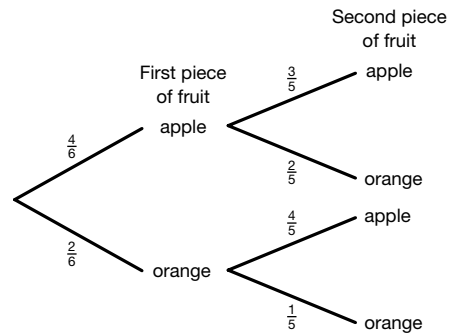 Second piece
of fruit
First piece
of fruit
3/5
apple
4/6
apple
2/5
orange
4/5
apple
2/6
orange
1/5
orange